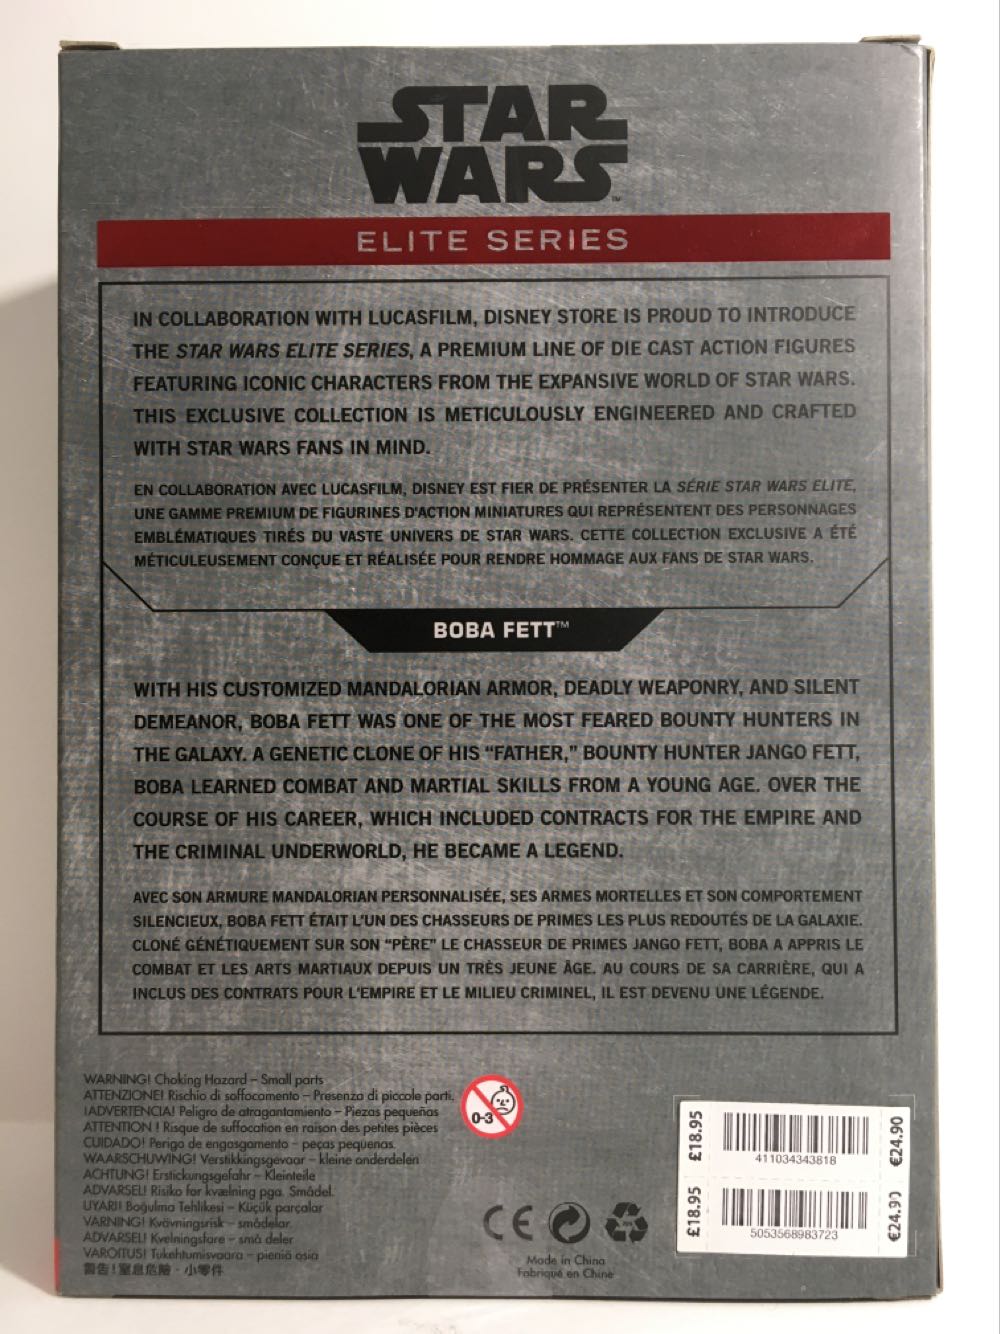 STAR
WARS™
ELITE SERIES
IN COLLABORATION WITH LUCASFILM, DISNEY STORE IS PROUD TO INTRODUCE
THE STAR WARS ELITE SERIES, A PREMIUM LINE OF DIE CAST ACTION FIGURES
FEATURING ICONIC CHARACTERS FROM THE EXPANSIVE WORLD OF STAR WARS.
THIS EXCLUSIVE COLLECTION IS METICULOUSLY ENGINEERED AND CRAFTED
WITH STAR WARS FANS IN MIND.
EN COLLABORATION AVEC LUCASFILM, DISNEY EST FIER DE PRÉSENTER LA SÉRIE STAR WARS ELITE,
UNE GAMME PREMIUM DE FIGURINES D'ACTION MINIATURES QUI REPRÉSENTENT DES PERSONNAGES
EMBLÉMATIQUES TIRÉS DU VASTE UNIVERS DE STAR WARS. CETTE COLLECTION EXCLUSIVE A ÉTÉ
MÉTICULEUSEMENT CONÇUE ET RÉALISÉE POUR RENDRE HOMMAGE AUX FANS DE STAR WARS.
BOBA FETT™
WITH HIS CUSTOMIZED MANDALORIAN ARMOR, DEADLY WEAPONRY, AND SILENT
DEMEANOR, BOBA FETT WAS ONE OF THE MOST FEARED BOUNTY HUNTERS IN
THE GALAXY. A GENETIC CLONE OF HIS “FATHER,” BOUNTY HUNTER JANGO FETT,
BOBA LEARNED COMBAT AND MARTIAL SKILLS FROM A YOUNG AGE. OVER THE
COURSE OF HIS CAREER, WHICH INCLUDED CONTRACTS FOR THE EMPIRE AND
THE CRIMINAL UNDERWORLD, HE BECAME A LEGEND.
AVEC SON ARMURE MANDALORIAN PERSONNALISÉE, SES ARMES MORTELLES ET SON COMPORTEMENT
SILENCIEUX, BOBA FETT ÉTAIT L'UN DES CHASSEURS DE PRIMES LES PLUS REDOUTÉS DE LA GALAXIE.
CLONÉ GÉNÉTIQUEMENT SUR SON “PÈRE” LE CHASSEUR DE PRIMES JANGO FETT, BOBA A APPRIS LE
COMBAT ET LES ARTS MARTIAUX DEPUIS UN TRÈS JEUNE ÂGE. AU COURS DE SA CARRIÈRE, QUI A
INCLUS DES CONTRATS POUR L'EMPIRE ET LE MILIEU CRIMINEL, IL EST DEVENU UNE LÉGENDE.
WARNING! Choking Hazard – Small parts
ATTENZIONE! Rischio di soffocamento – Presenza di piccole parti.
¡ADVERTENCIA! Peligro de atragantamiento – Piezas pequeñas
ATTENTION ! Risque de suffocation en raison des petites pièces
CUIDADO! Perigo de engasgamento – peças pequenas.
WAARSCHUWING! Verstikkingsgevaar – kleine onderdelen
ACHTUNG! Erstickungsgefahr – Kleinteile
ADVARSEL! Risiko for kvælning pga. Smådel.
UYARI! Boğulma Tehlikesi – Küçük parçalar
VARNING! Kvävningsrisk – smådelar
ADVARSEL! Kvelningsfare – små deler
VAROITUS! Tukehtumisvaara – pieniä osia
警告！窒息危險 - 小零件
0-3
CE
Made in China
Fabriqué en Chine
£18.95
411034343818
€24.90
£18.95
5053568983723
€24.90